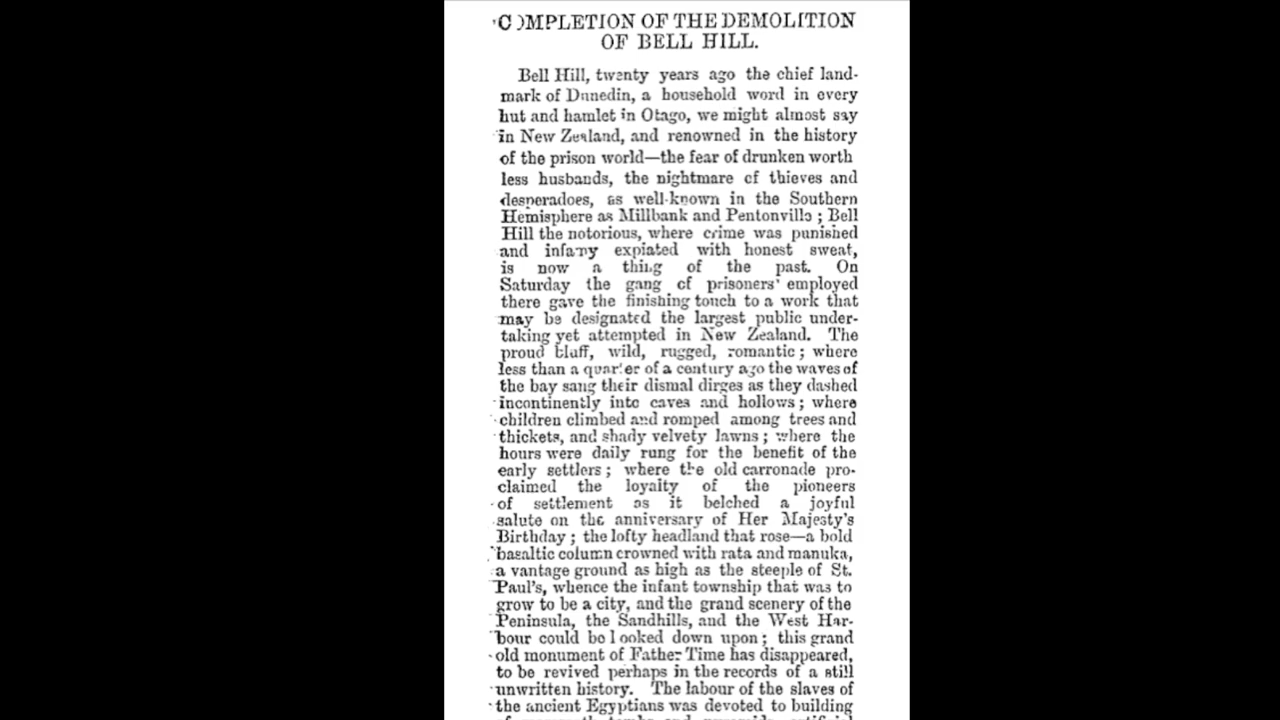 COMPLETION OF THE DEMOLITION
OF BELL HILL.
Bell Hill, twenty years ago the chief land-
mark of Dunedin, a household word in every
hut and hamlet in Otago, we might almost say
in New Zealand, and renowned in the history
of the prison world—the fear of drunken worth
less husbands, the nightmare of thieves and
desperadoes, as well-known in the Southern
Hemisphere as Millbank and Pentonville ; Bell
Hill the notorious, where crime was punished
and infamy expiated with honest sweat,
is now a thing of the past. On
Saturday the gang of prisoners' employed
there gave the finishing touch to a work that
may be designated the largest public under-
taking yet attempted in New Zealand. The
proud bluff, wild, rugged, romantic ; where
less than a quarter of a century ago the waves of
the bay sang their dismal dirges as they dashed
incontinently into caves and hollows ; where
children climbed and romped among trees and
thickets, and shady velvety lawns ; where the
hours were daily rung for the benefit of the
early settlers ; where the old carronade pro-
claimed the loyalty of the pioneers
of settlement as it belched a joyful
salute on the anniversary of Her Majesty's
Birthday ; the lofty headland that rose—a bold
basaltic column crowned with rata and manuka,
a vantage ground as high as the steeple of St.
Paul's, whence the infant township that was to
grow to be a city, and the grand scenery of the
Peninsula, the Sandhills, and the West Har-
bour could be looked down upon ; this grand
old monument of Father Time has disappeared,
to be revived perhaps in the records of a still
unwritten history. The labour of the slaves of
the ancient Egyptians was devoted to building